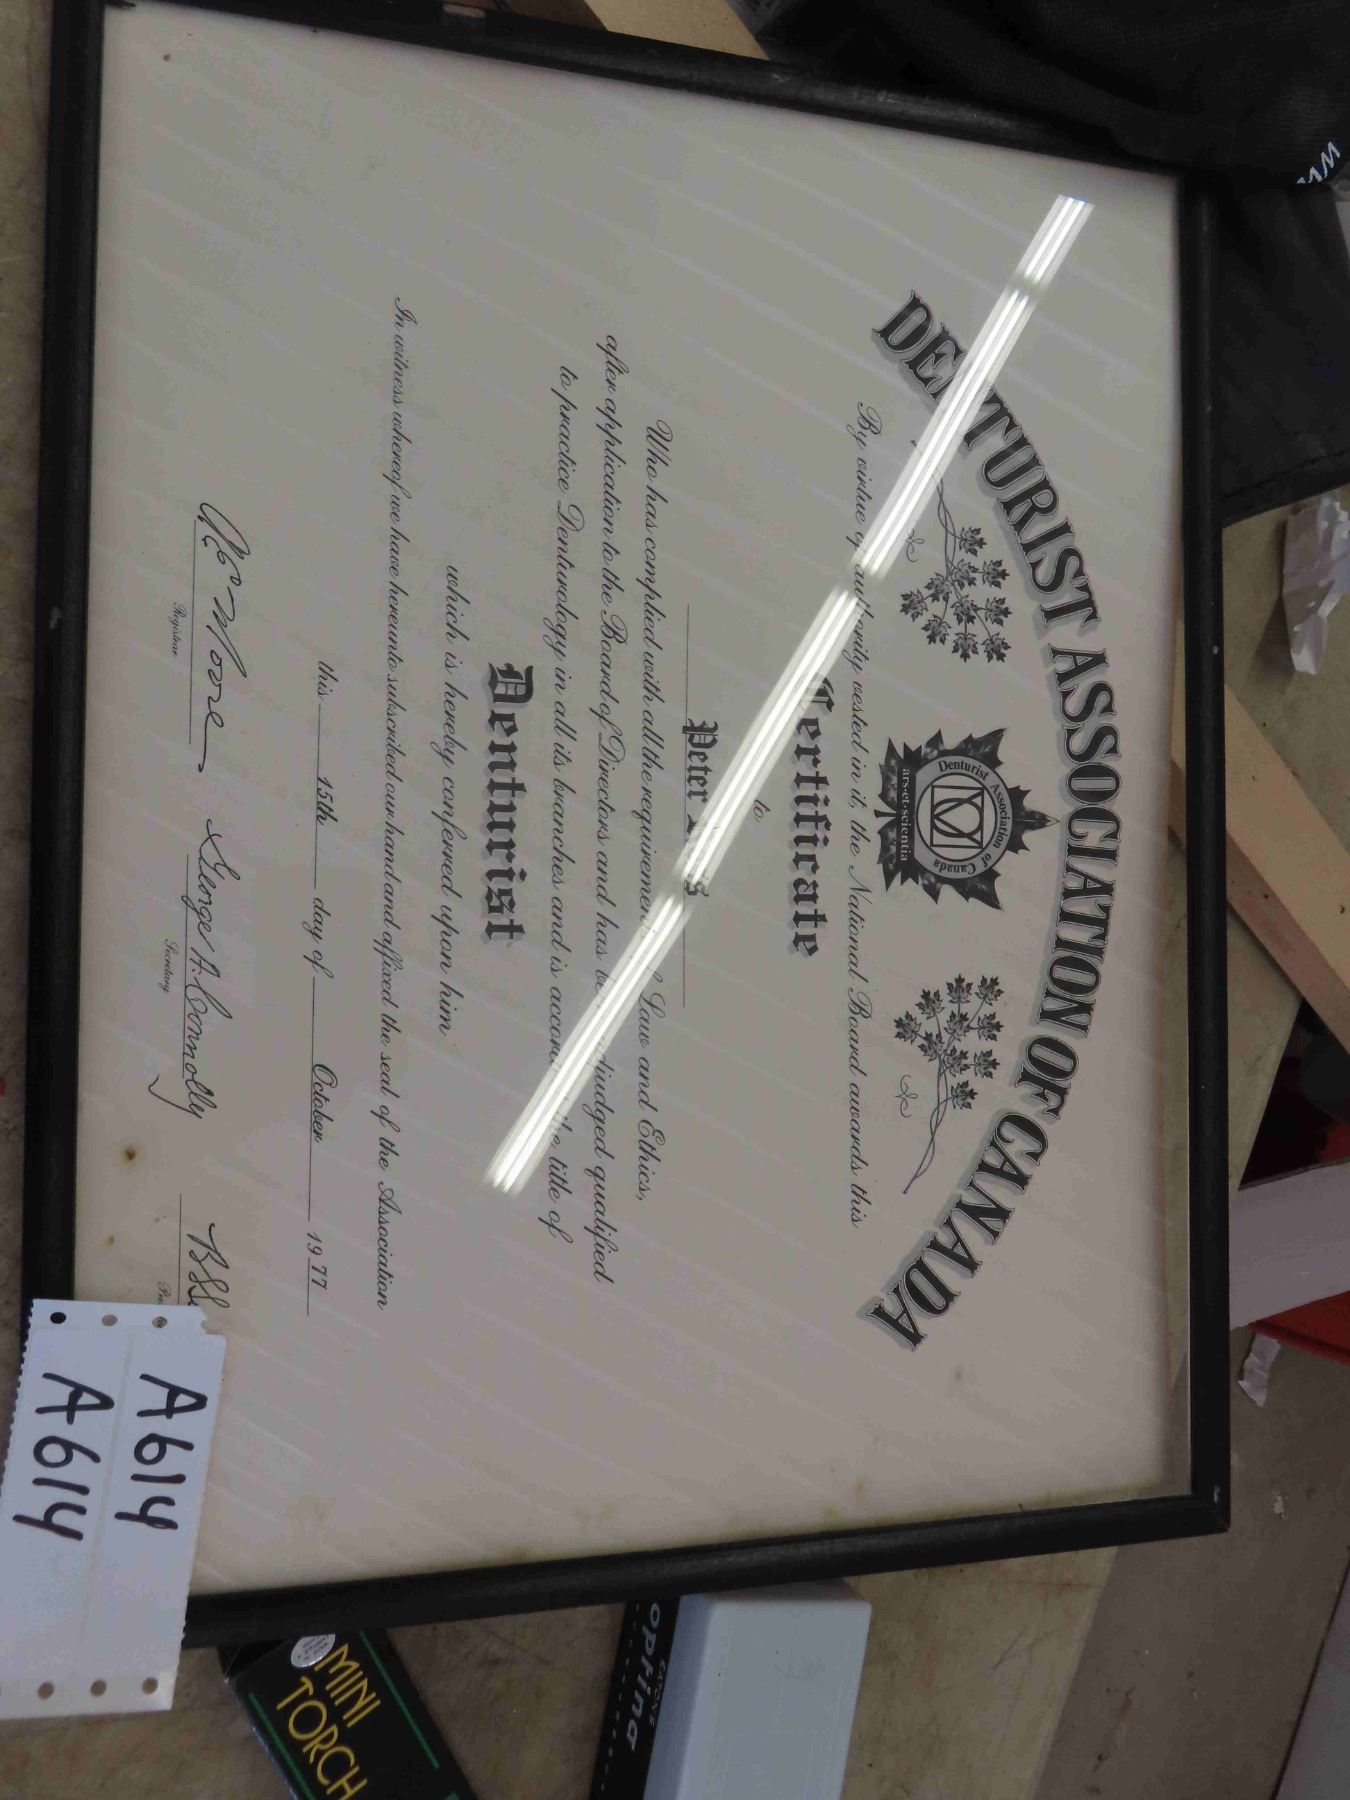 DENTURIST ASSOCIATION OF CANADA
Denturist Association of Canada
ars·et·scientia
By virtue of authority vested in it, the National Board awards this
Certificate
to
Peter
Who has complied with all the requirements of Law and Ethics,
after application to the Board of Directors and has been adjudged qualified
to practice Denturology in all its branches and is accorded the title of
Denturist
which is hereby conferred upon him
In witness whereof we have hereunto subscribed our hand and affixed the seal of the Association
this 15th day of October 1977
Moore George A. Connolly
Registrar Secretary
A614
A614
MINI
TORCH
EATON'S